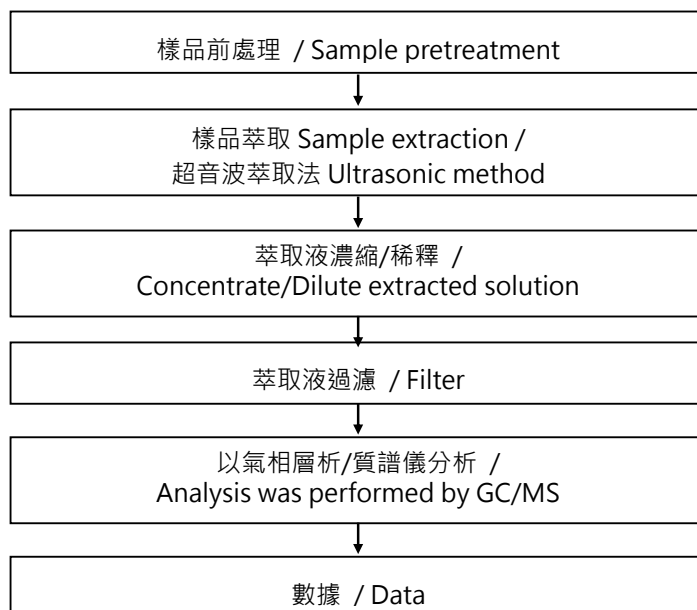 樣品前處理 / Sample pretreatment
樣品萃取 Sample extraction /
超音波萃取法 Ultrasonic method
萃取液濃縮/稀釋 /
Concentrate/Dilute extracted solution
萃取液過濾 / Filter
以氣相層析/質譜儀分析 /
Analysis was performed by GC/MS
數據 / Data